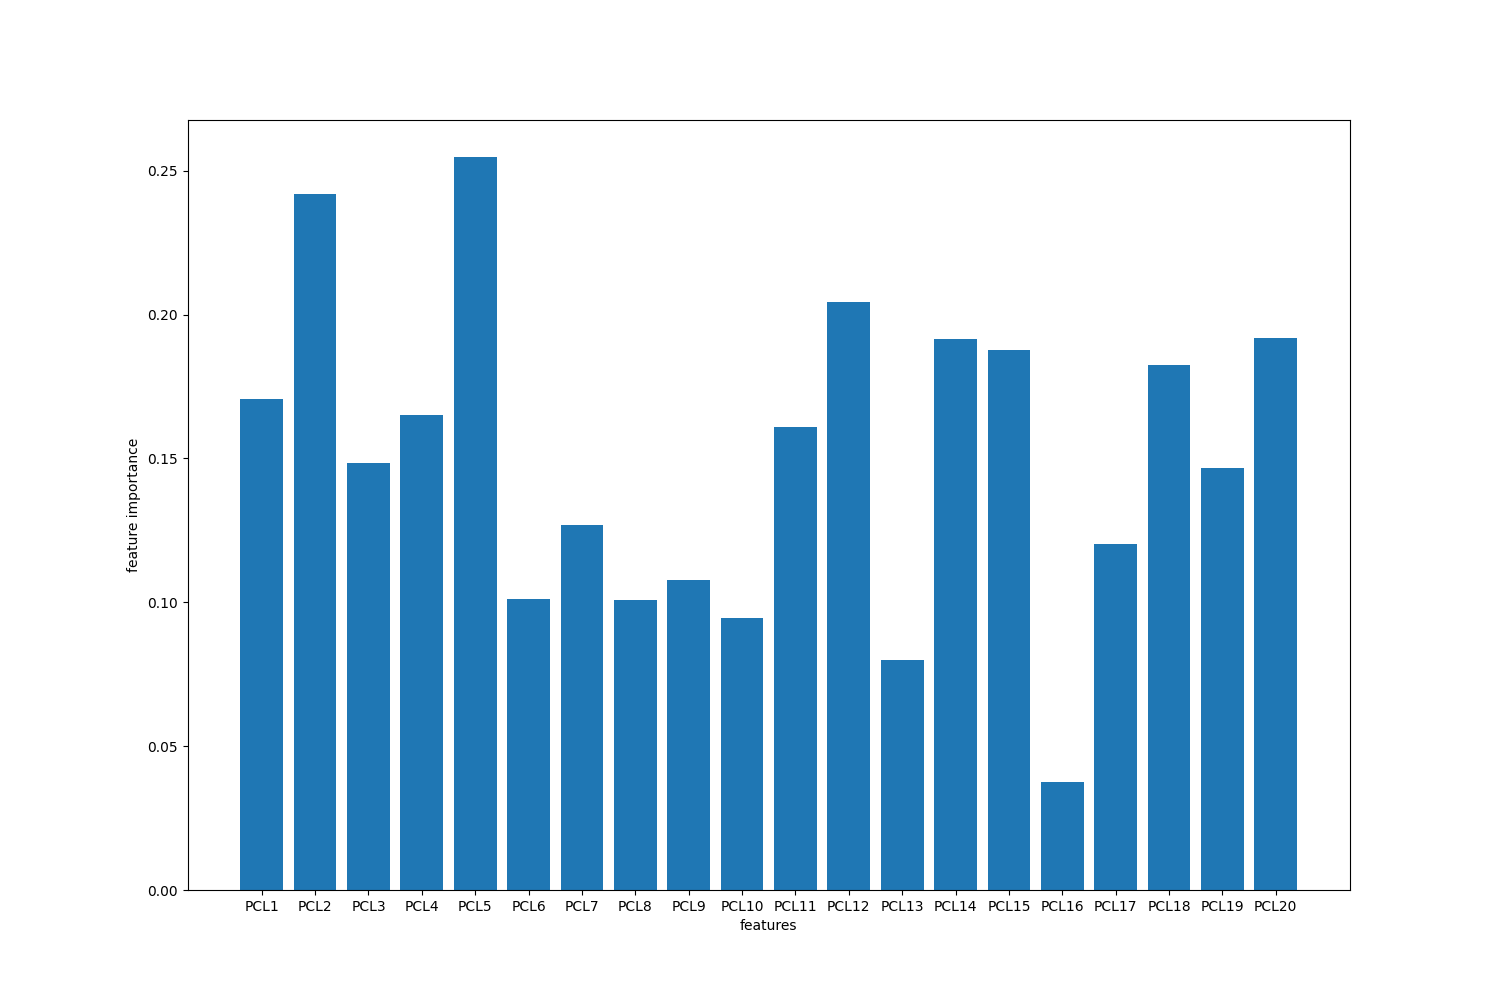 0.25
0.20
0.15
0.10
0.05
0.00
feature importance
PCL1 PCL2 PCL3 PCL4 PCL5 PCL6 PCL7 PCL8 PCL9 PCL10 PCL11 PCL12 PCL13 PCL14 PCL15 PCL16 PCL17 PCL18 PCL19 PCL20
features